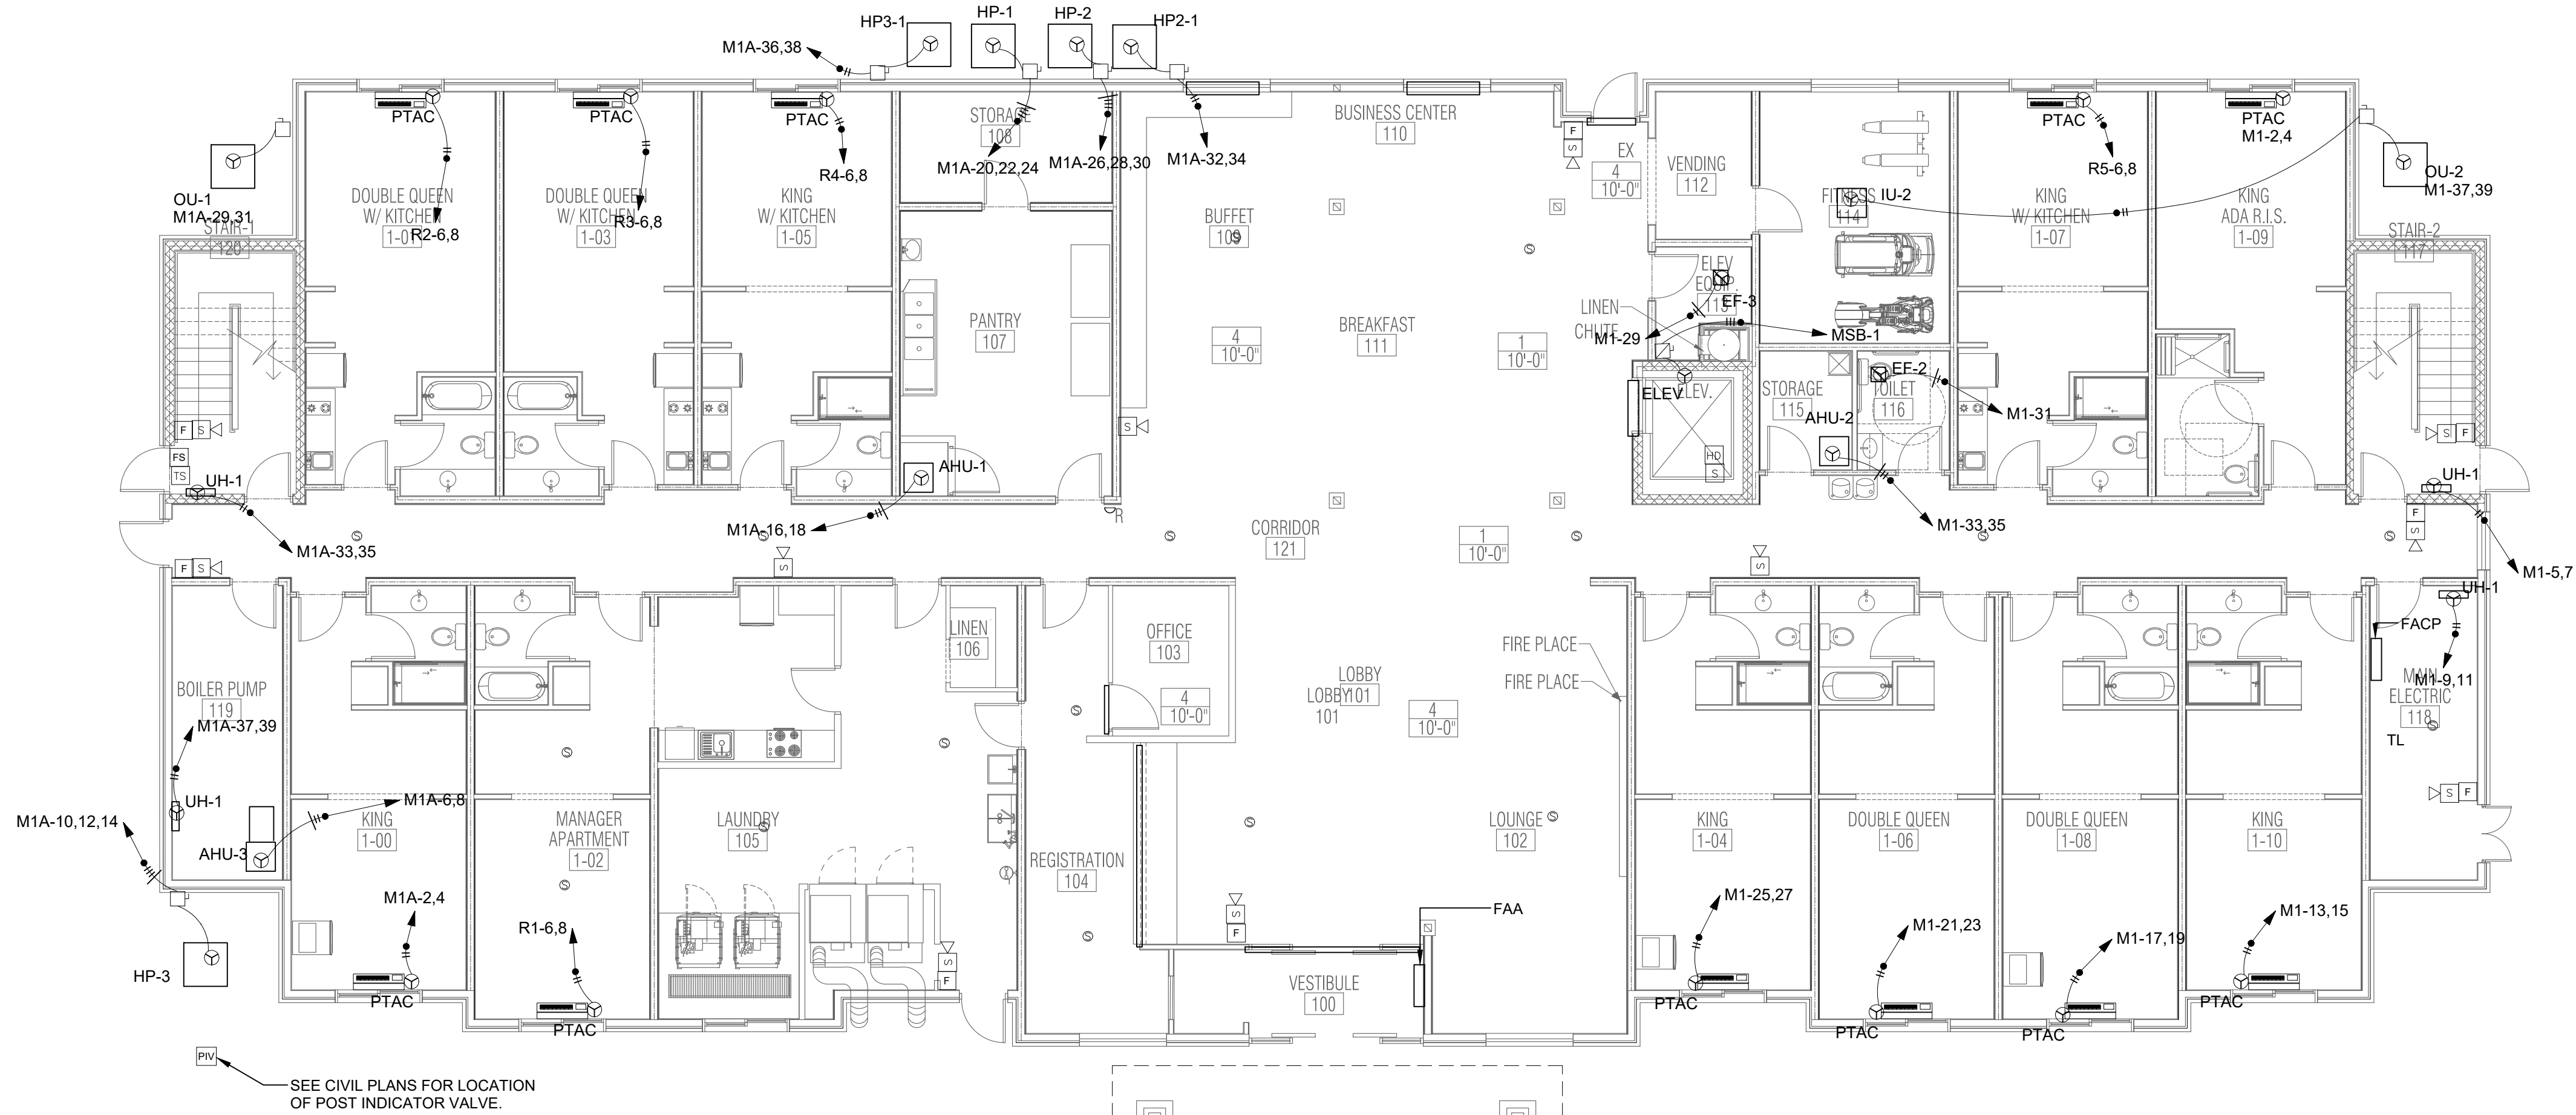 HP3-1
HP-1
HP-2
HP2-1
M1A-36,38
PTAC
PTAC
PTAC
STORAGE
108
BUSINESS CENTER
110
F
S
EX
4
10'-0"
VENDING
112
PTAC
PTAC
M1-2,4
M1A-20,22,24
M1A-26,28,30
M1A-32,34
R4-6,8
R5-6,8
OU-1
M1A-29,31
STAIR-1
120
DOUBLE QUEEN
W/ KITCHEN
1-01
R2-6,8
DOUBLE QUEEN
W/ KITCHEN
1-03
R3-6,8
KING
W/ KITCHEN
1-05
BUFFET
109
S
S
FITNESS
114
IU-2
KING
W/ KITCHEN
1-07
KING
ADA R.I.S.
1-09
OU-2
M1-37,39
STAIR-2
117
ELEV
EQUIP.
113
EF-3
LINEN
CHUTE
M1-29
MSB-1
PANTRY
107
4
10'-0"
BREAKFAST
111
1
10'-0"
ELEV
ELEV.
HD
S
STORAGE
115
AHU-2
EF-2
TOILET
116
M1-31
F
S
FS
TS
UH-1
S
AHU-1
R
S
F
UH-1
M1A-33,35
M1A-16,18
CORRIDOR
121
1
10'-0"
M1-33,35
F
S
M1-5,7
S
S
S
S
S
S
F
S
S
S
UH-1
FACP
LINEN
106
OFFICE
103
4
10'-0"
FIRE PLACE
FIRE PLACE
LOBBY
101
LOBBY
101
4
10'-0"
M1-9,11
MAIN
ELECTRIC
118
S
TL
BOILER PUMP
119
M1A-37,39
S
S
S
UH-1
M1A-6,8
M1A-10,12,14
AHU-3
KING
1-00
MANAGER
APARTMENT
1-02
LAUNDRY
105
S
REGISTRATION
104
S
LOUNGE
102
S
KING
1-04
DOUBLE QUEEN
1-06
DOUBLE QUEEN
1-08
KING
1-10
S
F
M1A-2,4
S
R1-6,8
S
S
F
S
F
FAA
M1-25,27
M1-21,23
M1-17,19
M1-13,15
HP-3
PTAC
PTAC
VESTIBULE
100
PTAC
PTAC
PTAC
PTAC
PIV
SEE CIVIL PLANS FOR LOCATION
OF POST INDICATOR VALVE.